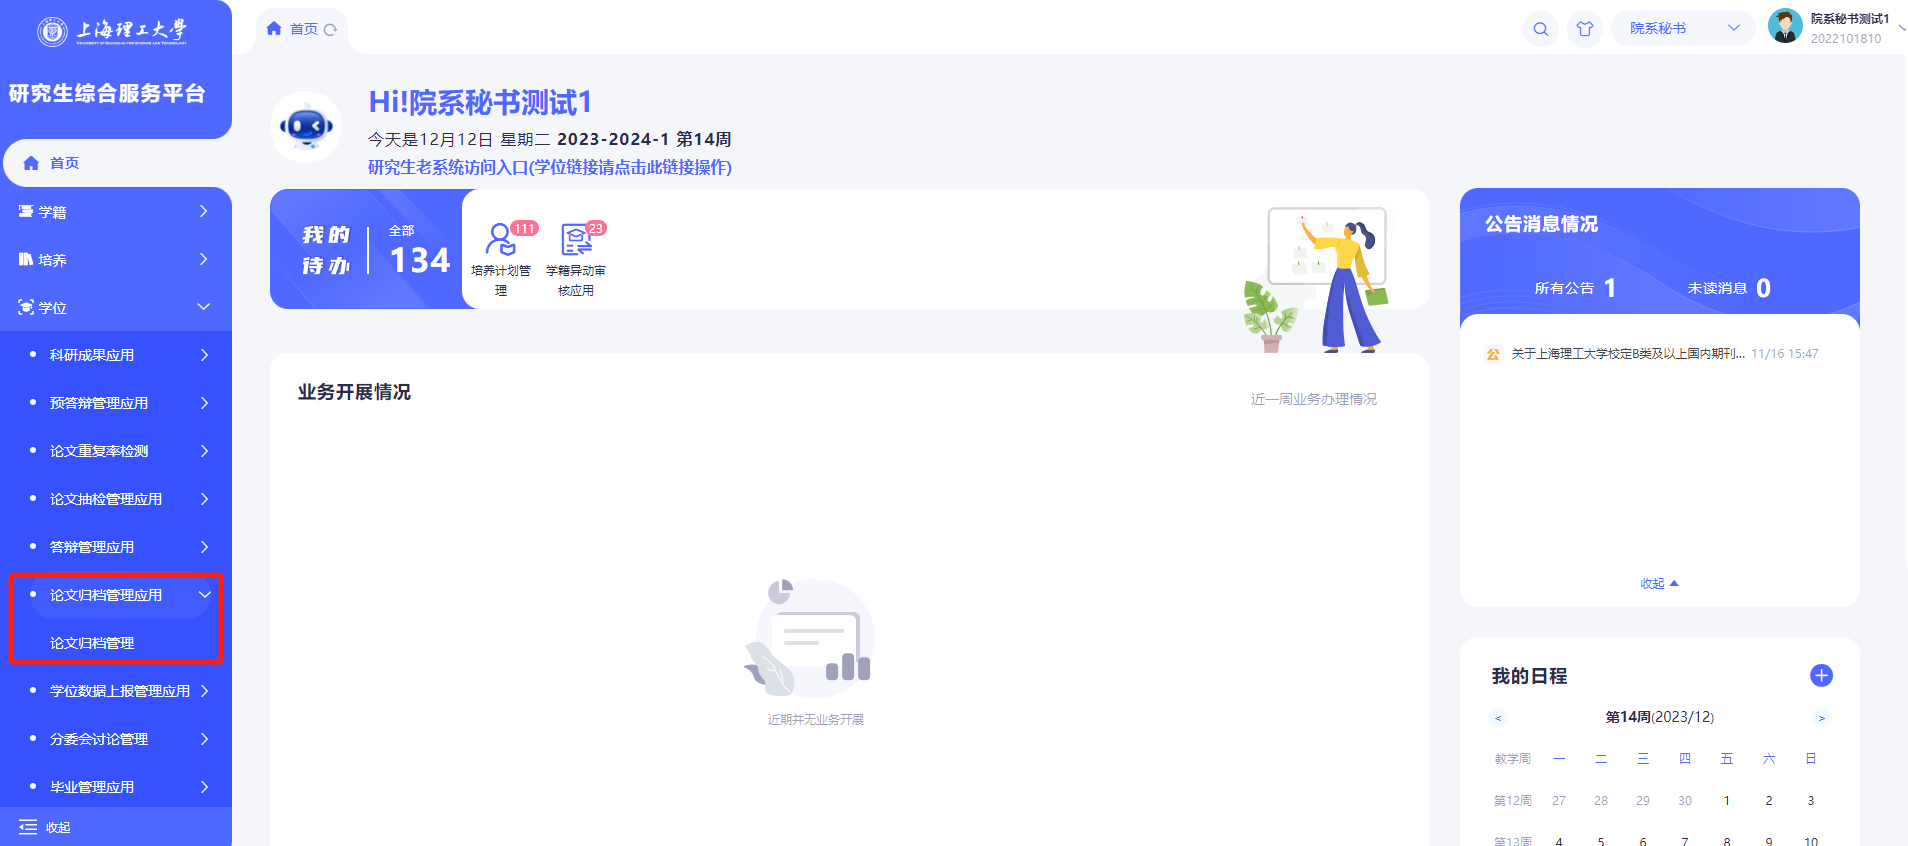 上海理工大學
UNIVERSITY OF SHANGHAI FOR SCIENCE AND TECHNOLOGY
研究生综合服务平台
首页
学籍
培养
学位
科研成果应用
预答辩管理应用
论文重复率检测
论文抽检管理应用
答辩管理应用
论文归档管理应用
论文归档管理
学位数据上报管理应用
分委会讨论管理
毕业管理应用
收起
首页
院系秘书
院系秘书测试1
2022101810
Hi!院系秘书测试1
今天是12月12日 星期二 2023-2024-1 第14周
研究生老系统访问入口(学位链接请点击此链接操作)
我的
待办
全部
134
111
培养计划管
理
23
学籍异动审
核应用
业务开展情况
近一周业务办理情况
近期并无业务开展
公告消息情况
所有公告 1
未读消息 0
公 关于上海理工大学校定B类及以上国内期刊... 11/16 15:47
收起
我的日程
< 第14周(2023/12) >
教学周 一 二 三 四 五 六 日
第12周 27 28 29 30 1 2 3
第13周 4 5 6 7 8 9 10